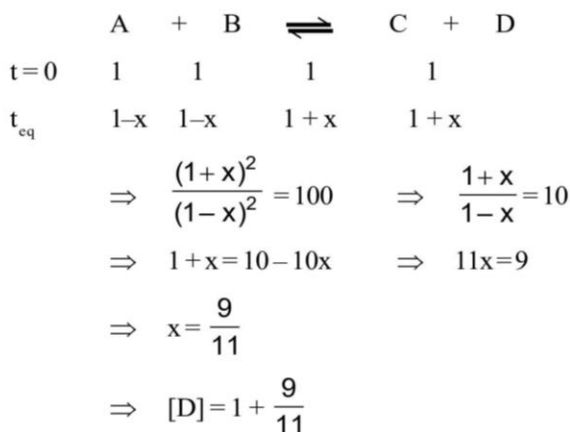 A + B ⇌ C + D
t = 0 1 1 1 1
t_eq 1–x 1–x 1 + x 1 + x
⇒ (1+x)²/(1−x)² = 100 ⇒ (1+x)/(1−x) = 10
⇒ 1 + x = 10 – 10x ⇒ 11x = 9
⇒ x = 9/11
⇒ [D] = 1 + 9/11